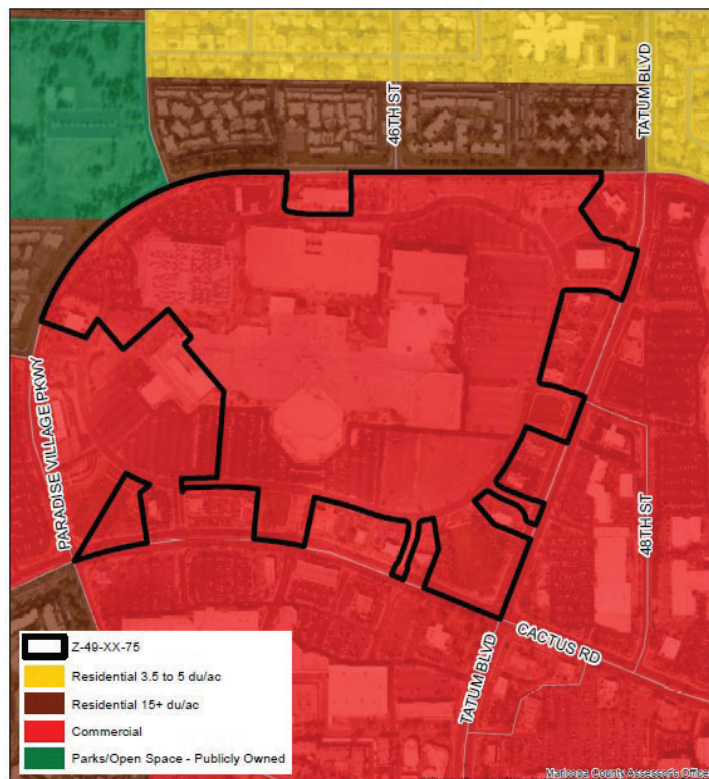 46TH ST
TATUM BLVD
PARADISE VILLAGE PKWY
48TH ST
CACTUS RD
TATUM BLVD
Z-49-XX-75
Residential 3.5 to 5 du/ac
Residential 15+ du/ac
Commercial
Parks/Open Space - Publicly Owned
Maricopa County Assessor's Office